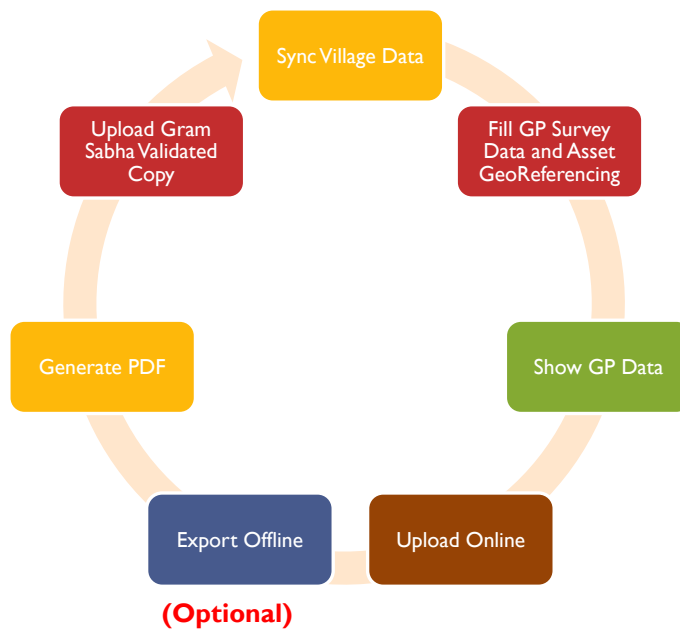 Sync Village Data
Fill GP Survey
Data and Asset
GeoReferencing
Show GP Data
Upload Online
Export Offline
(Optional)
Generate PDF
Upload Gram
Sabha Validated
Copy